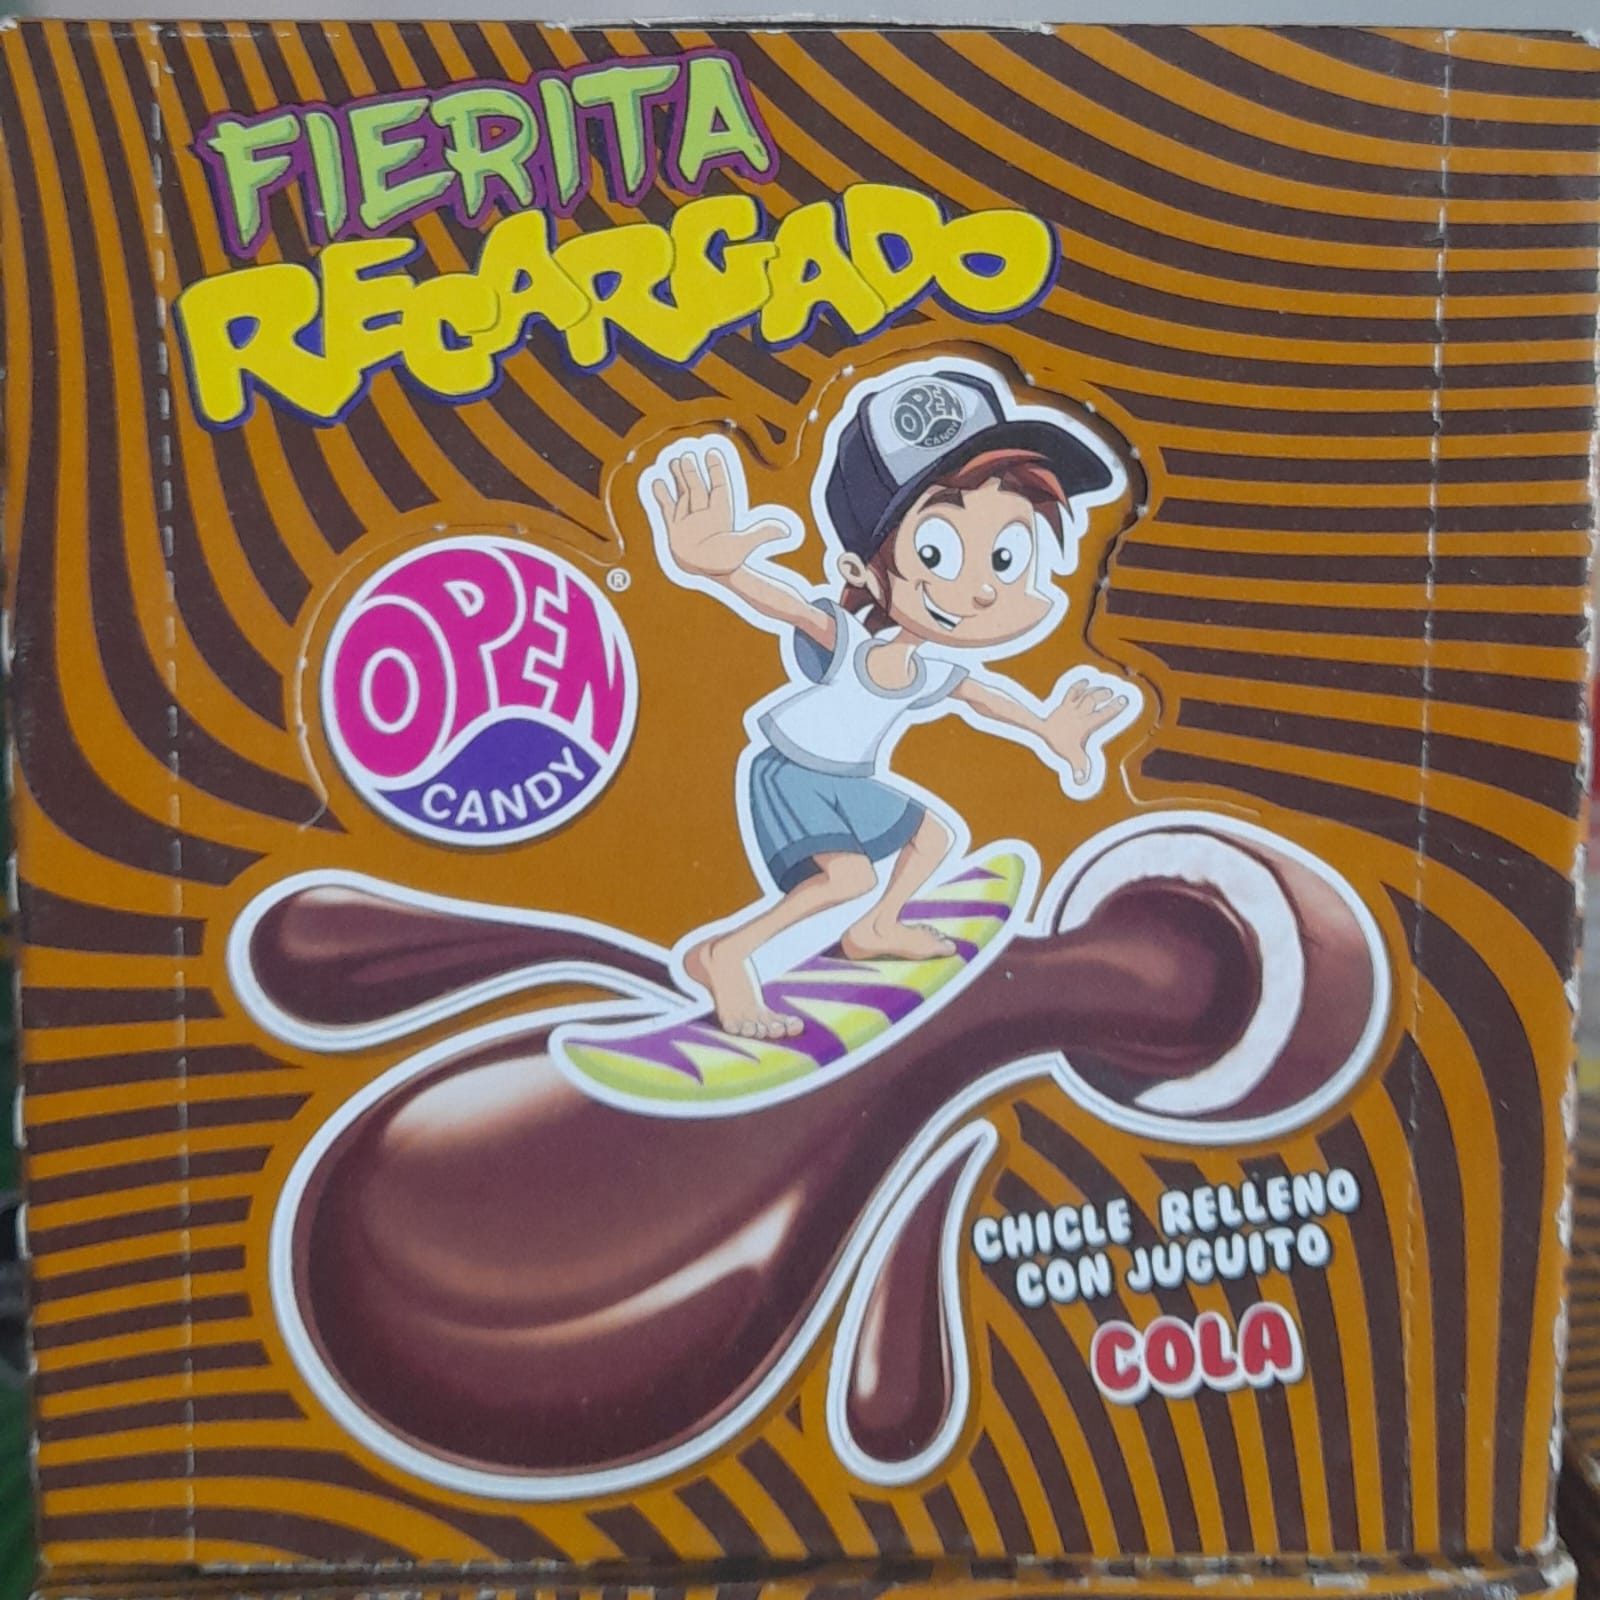 FIERITA
RECARGADO
OPEN
CANDY
OPEN
CANDY
®
CHICLE RELLENO
CON JUGUITO
COLA